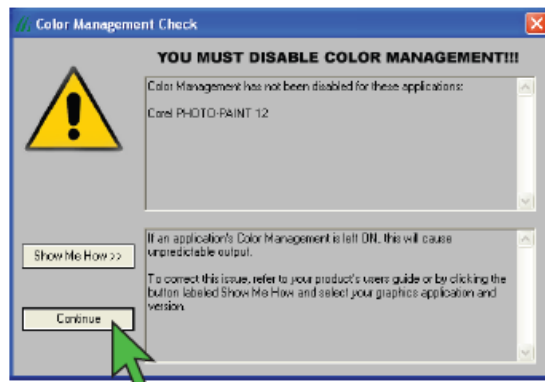 Color Management Check
YOU MUST DISABLE COLOR MANAGEMENT!!!
Color Management has not been disabled for these applications:
Corel PHOTO-PAINT 12
If an application's Color Management is left ON, this will cause
unpredictable output.
Show Me How >>
To correct this issue, refer to your product's users guide or by clicking the
button labeled Show Me How and select your graphics application and
version.
Continue